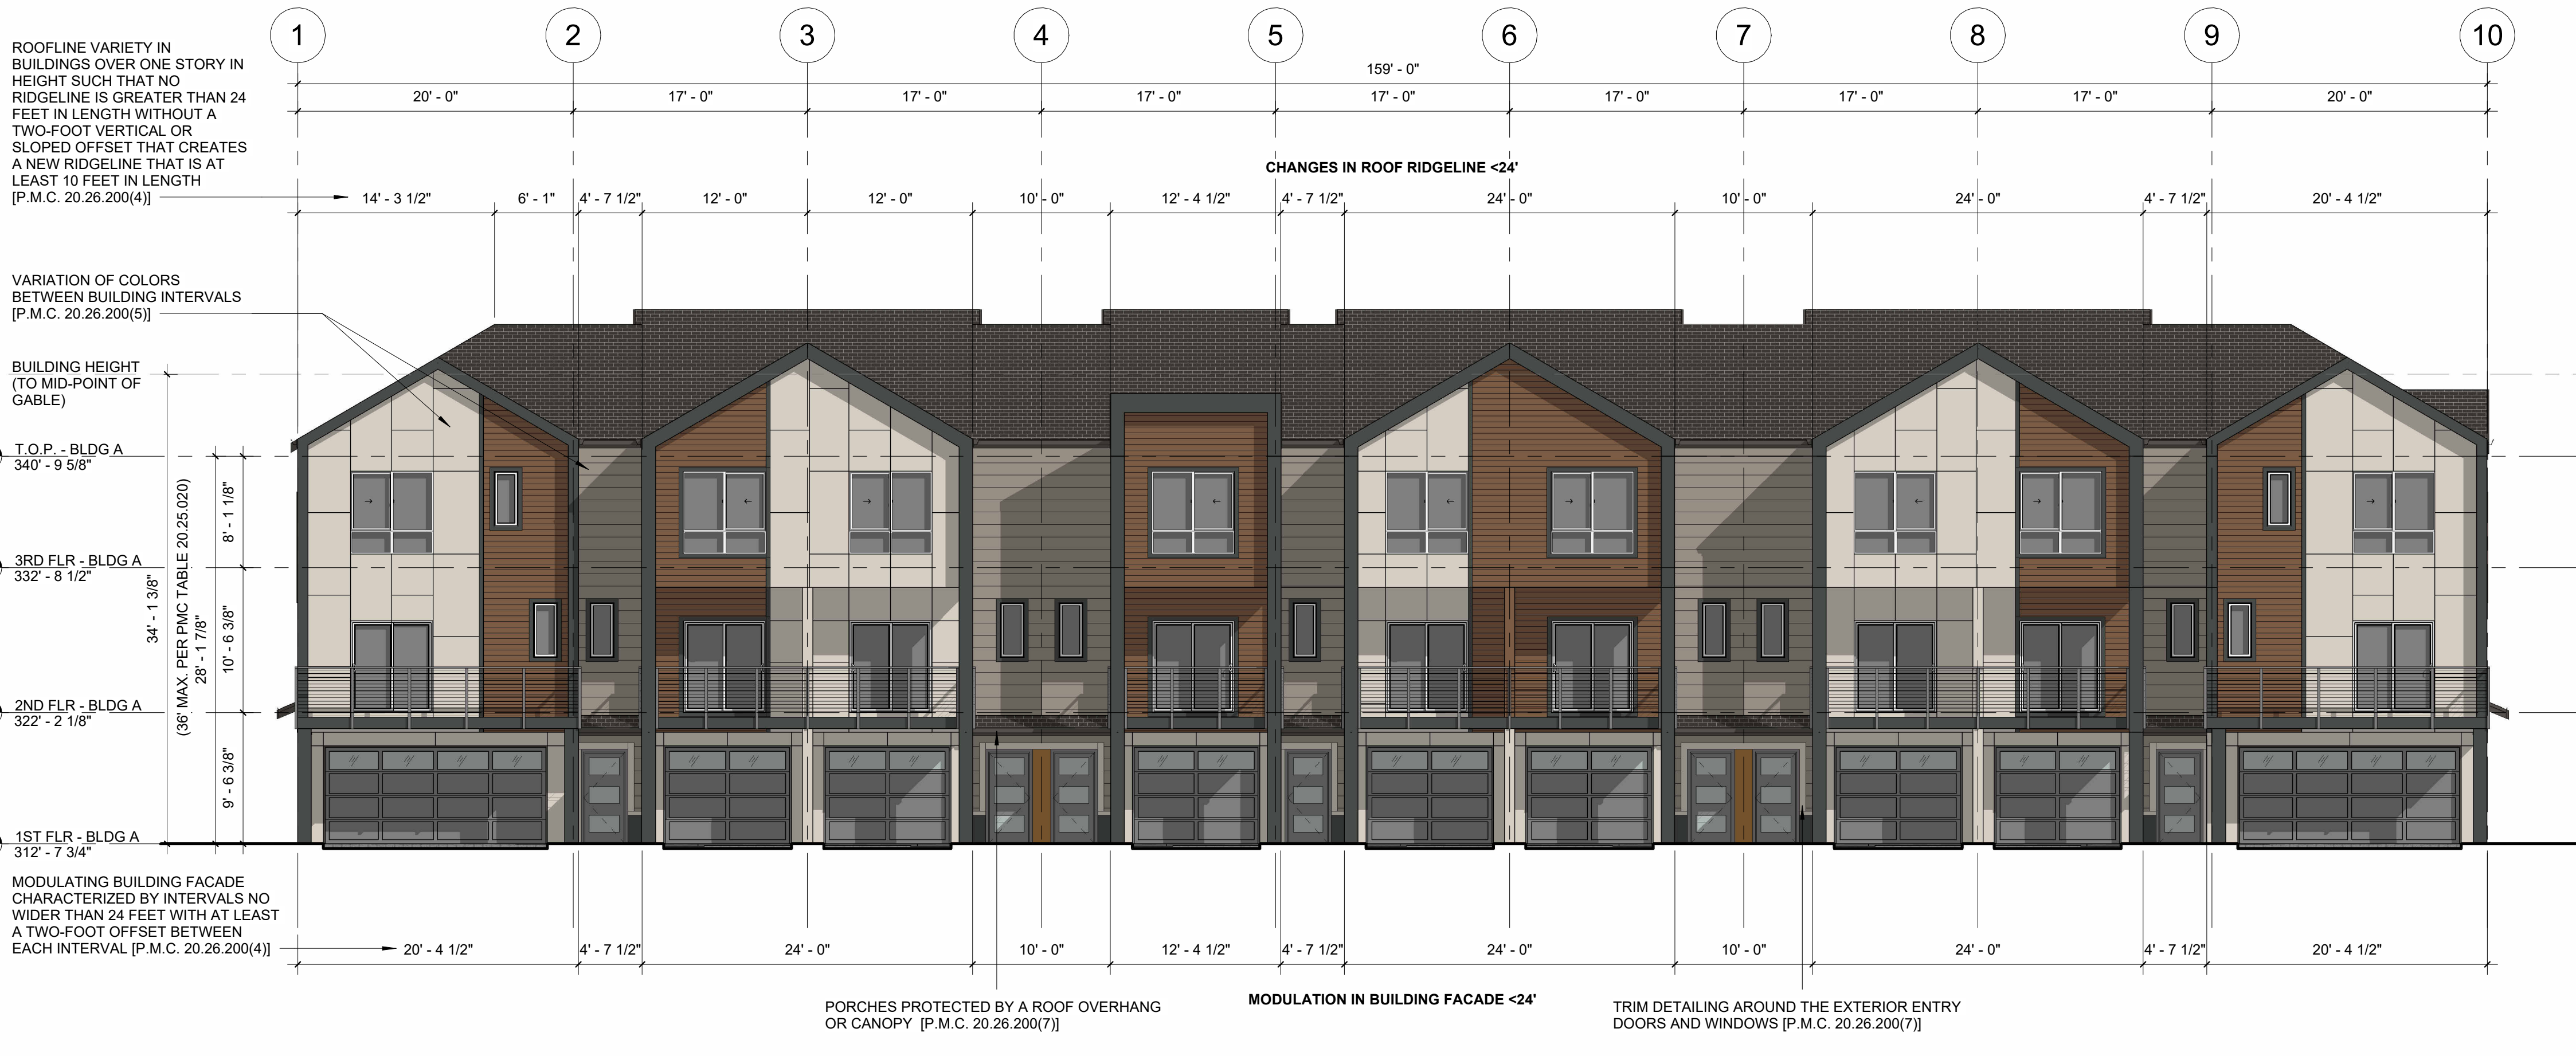 1 2 3 4 5 6 7 8 9 10
ROOFLINE VARIETY IN
BUILDINGS OVER ONE STORY IN
HEIGHT SUCH THAT NO
RIDGELINE IS GREATER THAN 24
FEET IN LENGTH WITHOUT A
TWO-FOOT VERTICAL OR
SLOPED OFFSET THAT CREATES
A NEW RIDGELINE THAT IS AT
LEAST 10 FEET IN LENGTH
[P.M.C. 20.26.200(4)]
159' - 0"
20' - 0" 17' - 0" 17' - 0" 17' - 0" 17' - 0" 17' - 0" 17' - 0" 17' - 0" 20' - 0"
CHANGES IN ROOF RIDGELINE <24'
14' - 3 1/2" 6' - 1" 4' - 7 1/2" 12' - 0" 12' - 0" 10' - 0" 12' - 4 1/2" 4' - 7 1/2" 24' - 0" 10' - 0" 24' - 0" 4' - 7 1/2" 20' - 4 1/2"
VARIATION OF COLORS
BETWEEN BUILDING INTERVALS
[P.M.C. 20.26.200(5)]
BUILDING HEIGHT
(TO MID-POINT OF
GABLE)
T.O.P. - BLDG A
340' - 9 5/8"
3RD FLR - BLDG A
332' - 8 1/2"
2ND FLR - BLDG A
322' - 2 1/8"
1ST FLR - BLDG A
312' - 7 3/4"
34' - 1 3/8"
(36' MAX. PER PMC TABLE 20.25.020)
28' - 1 7/8"
8' - 1 1/8"
10' - 6 3/8"
9' - 6 3/8"
MODULATING BUILDING FACADE
CHARACTERIZED BY INTERVALS NO
WIDER THAN 24 FEET WITH AT LEAST
A TWO-FOOT OFFSET BETWEEN
EACH INTERVAL [P.M.C. 20.26.200(4)]
20' - 4 1/2" 4' - 7 1/2" 24' - 0" 10' - 0" 12' - 4 1/2" 4' - 7 1/2" 24' - 0" 10' - 0" 24' - 0" 4' - 7 1/2" 20' - 4 1/2"
MODULATION IN BUILDING FACADE <24'
PORCHES PROTECTED BY A ROOF OVERHANG
OR CANOPY [P.M.C. 20.26.200(7)]
TRIM DETAILING AROUND THE EXTERIOR ENTRY
DOORS AND WINDOWS [P.M.C. 20.26.200(7)]